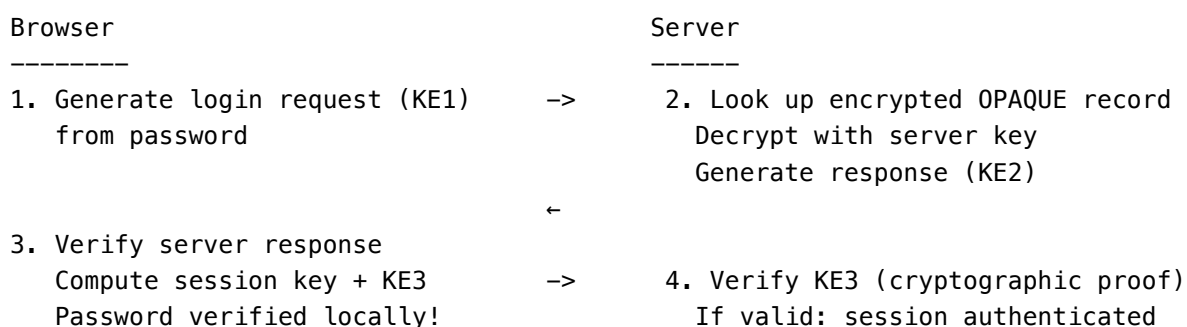 Browser                                  Server
--------                                 ------
1. Generate login request (KE1)    ->     2. Look up encrypted OPAQUE record
   from password                            Decrypt with server key
                                            Generate response (KE2)
                                   ←
3. Verify server response
   Compute session key + KE3       ->     4. Verify KE3 (cryptographic proof)
   Password verified locally!               If valid: session authenticated